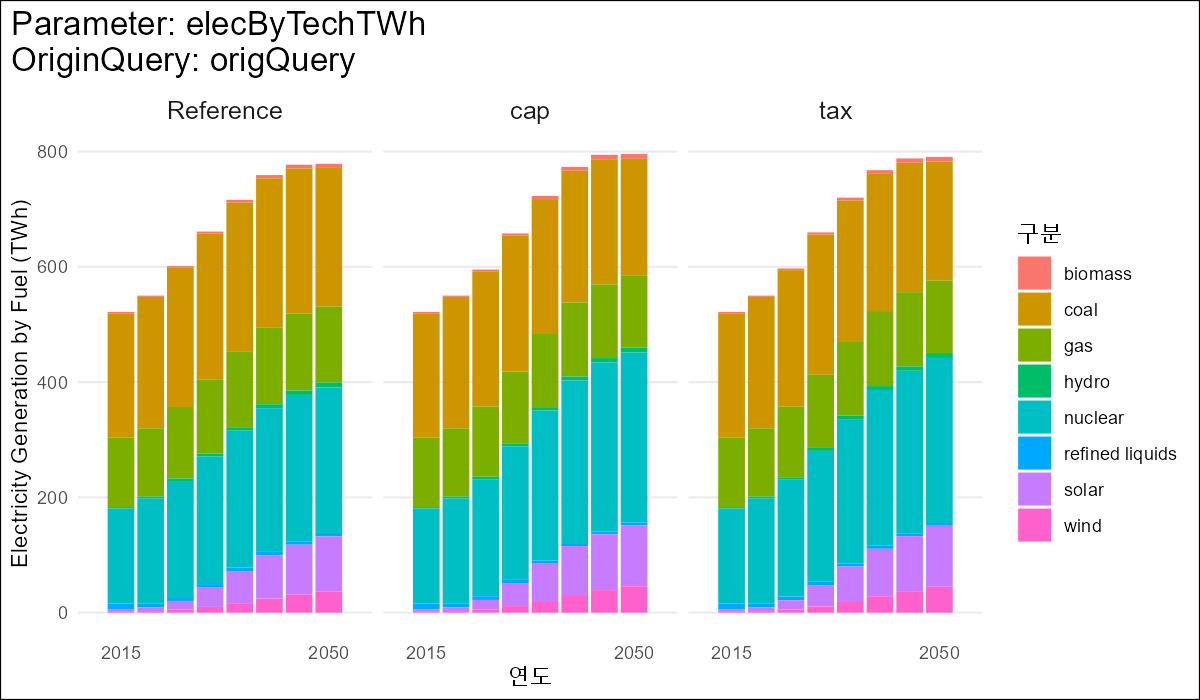 Parameter: elecByTechTWh
OriginQuery: origQuery
Reference
cap
tax
Electricity Generation by Fuel (TWh)
800
600
400
200
0
2015
2050
2015
2050
2015
2050
연도
구분
biomass
coal
gas
hydro
nuclear
refined liquids
solar
wind